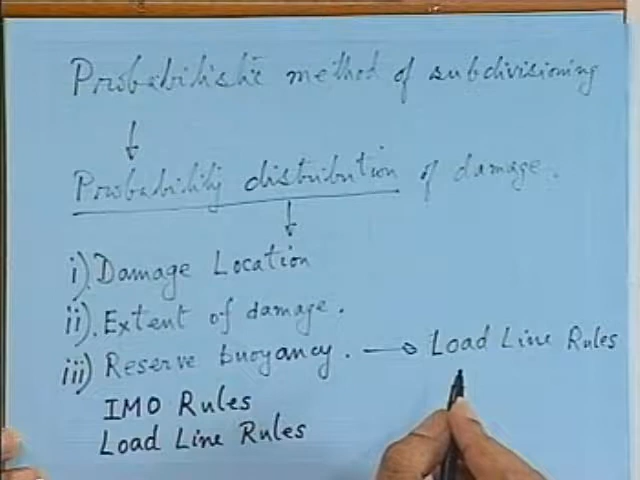 Probabilistic method of subdivisioning
↓
Probability distribution of damage.
↓
i). Damage Location
ii). Extent of damage.
iii) Reserve buoyancy. → Load Line Rules
IMO Rules
Load Line Rules